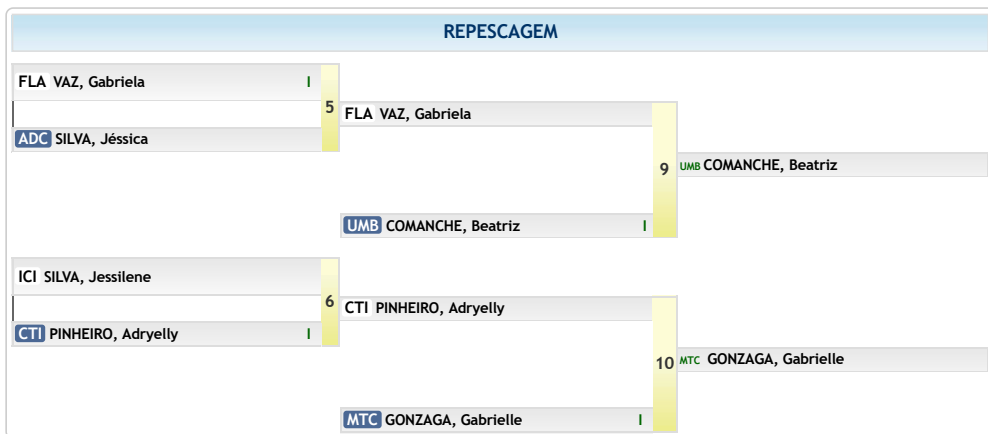 REPESCAGEM
FLA VAZ, Gabriela I
5
FLA VAZ, Gabriela
ADC SILVA, Jéssica
9
UMB COMANCHE, Beatriz
UMB COMANCHE, Beatriz I
ICI SILVA, Jessilene
6
CTI PINHEIRO, Adryelly
CTI PINHEIRO, Adryelly I
10
MTC GONZAGA, Gabrielle
MTC GONZAGA, Gabrielle I